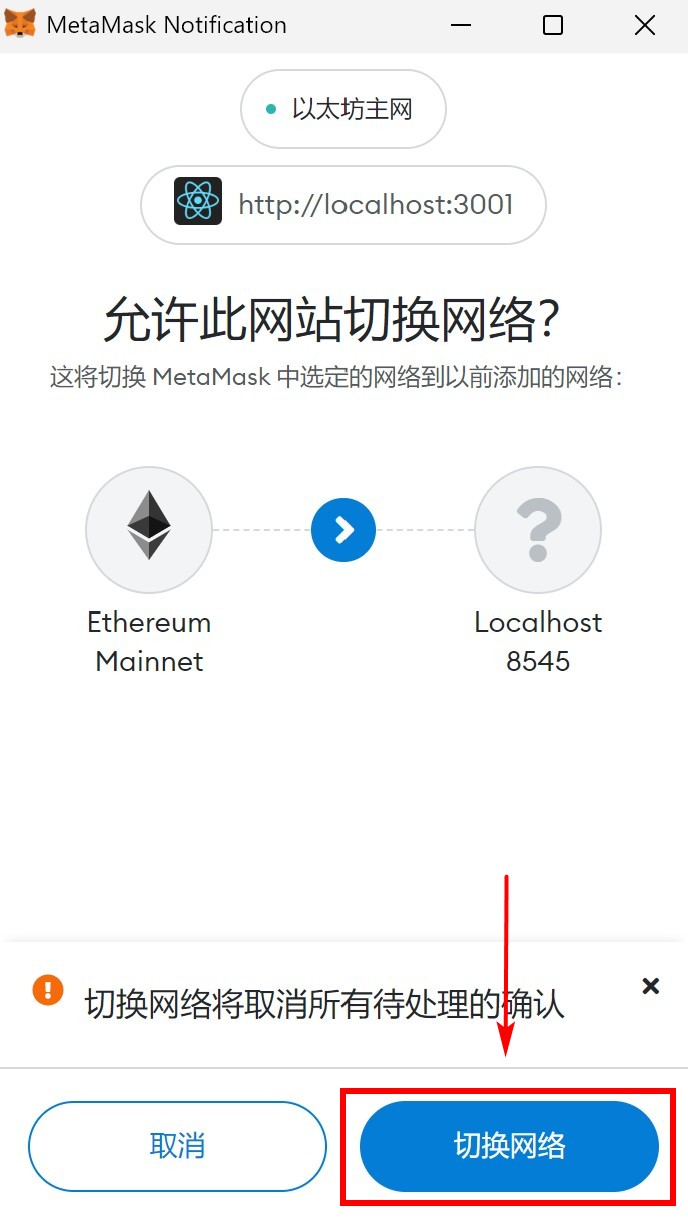 MetaMask Notification
以太坊主网
http://localhost:3001
允许此网站切换网络?
这将切换 MetaMask 中选定的网络到以前添加的网络:
Ethereum
Mainnet
Localhost
8545
切换网络将取消所有待处理的确认
取消
切换网络